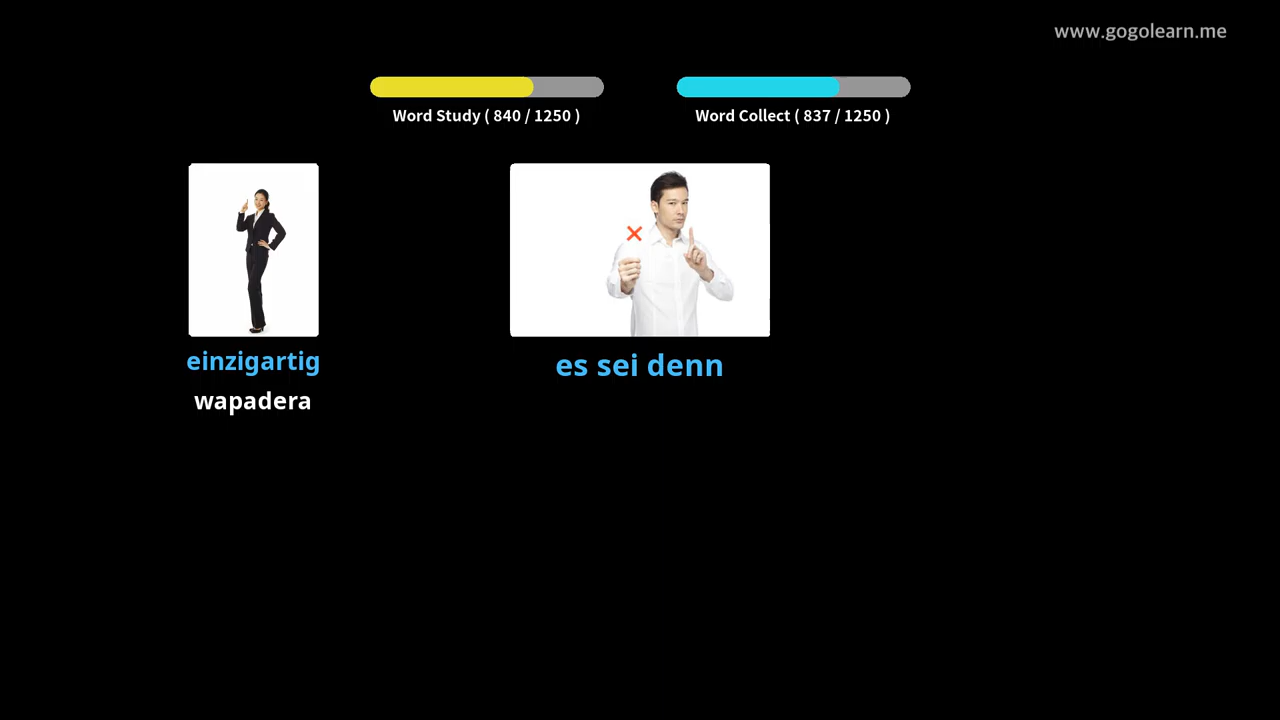 www.gogolearn.me
Word Study ( 840 / 1250 )
Word Collect ( 837 / 1250 )
einzigartig
wapadera
es sei denn